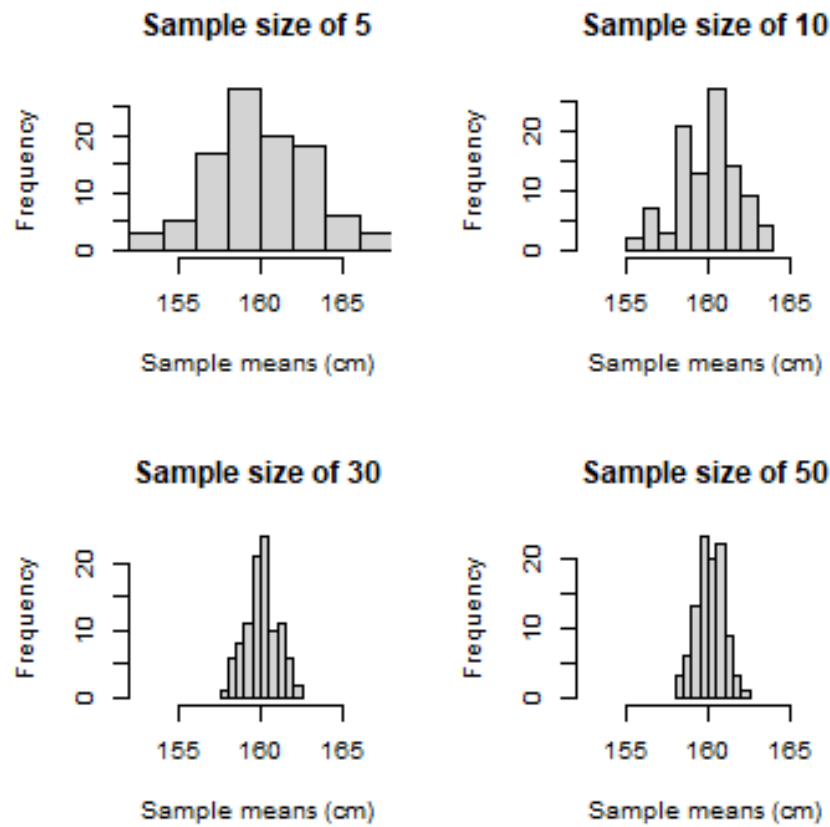 Sample size of 5
Frequency
0 10 20
155 160 165
Sample means (cm)
Sample size of 10
Frequency
0 10 20
155 160 165
Sample means (cm)
Sample size of 30
Frequency
0 10 20
155 160 165
Sample means (cm)
Sample size of 50
Frequency
0 10 20
155 160 165
Sample means (cm)